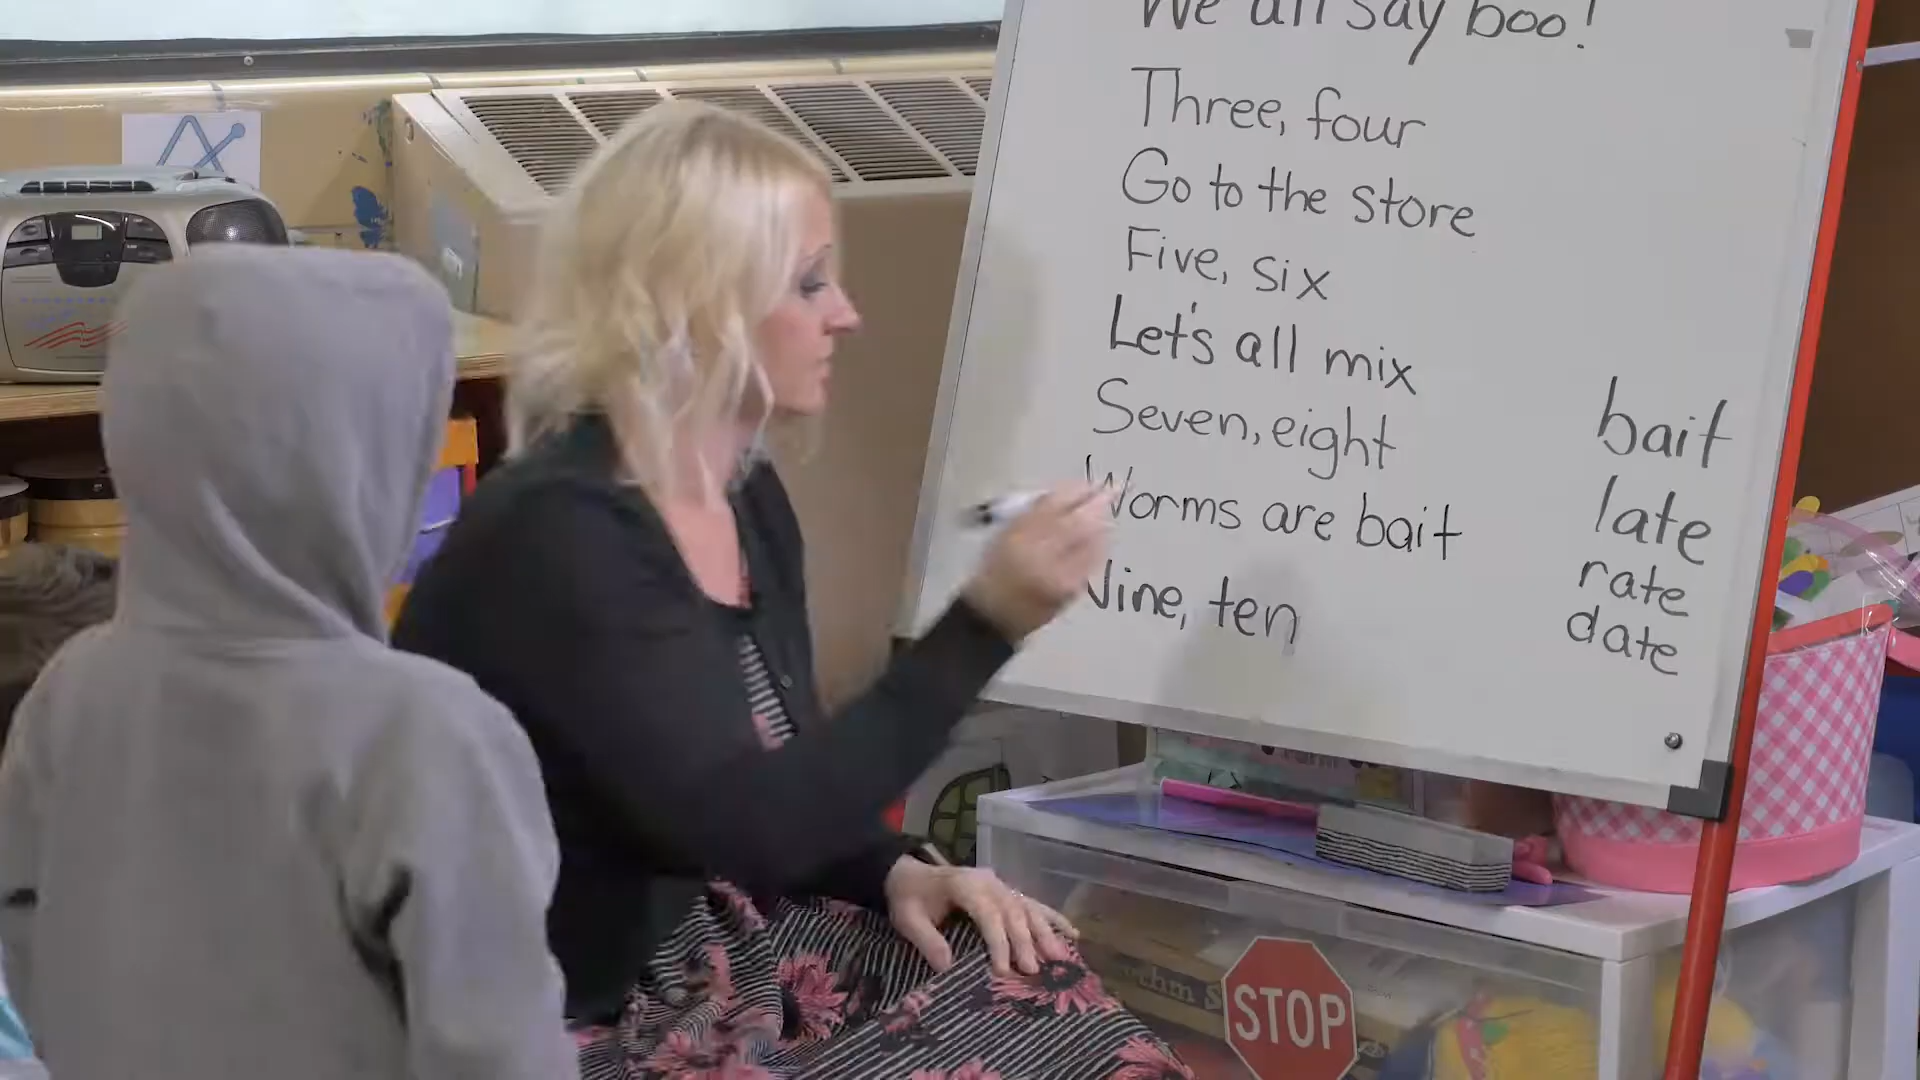 We all say boo!
Three, four
Go to the store
Five, six
Let's all mix
Seven, eight
Worms are bait
Nine, ten
bait
late
rate
date
STOP